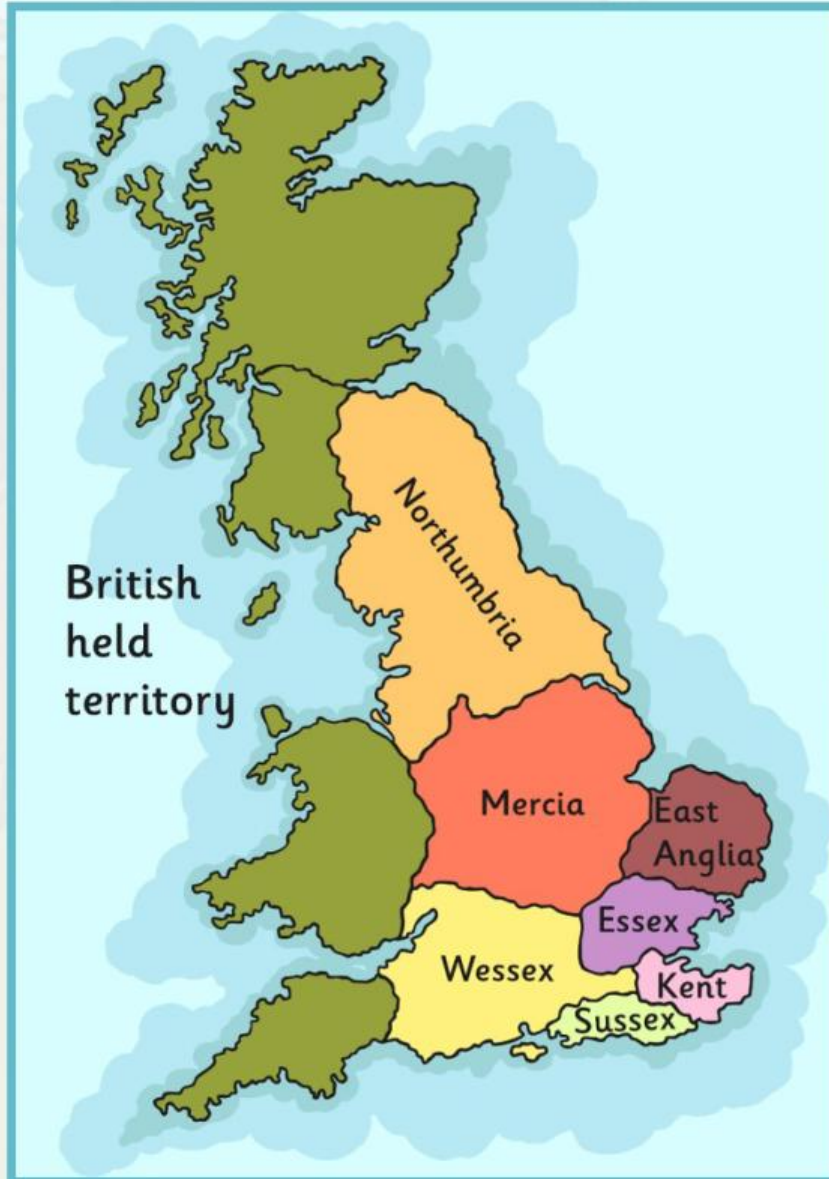 Northumbria
British
held
territory
Mercia
East
Anglia
Essex
Wessex
Kent
Sussex